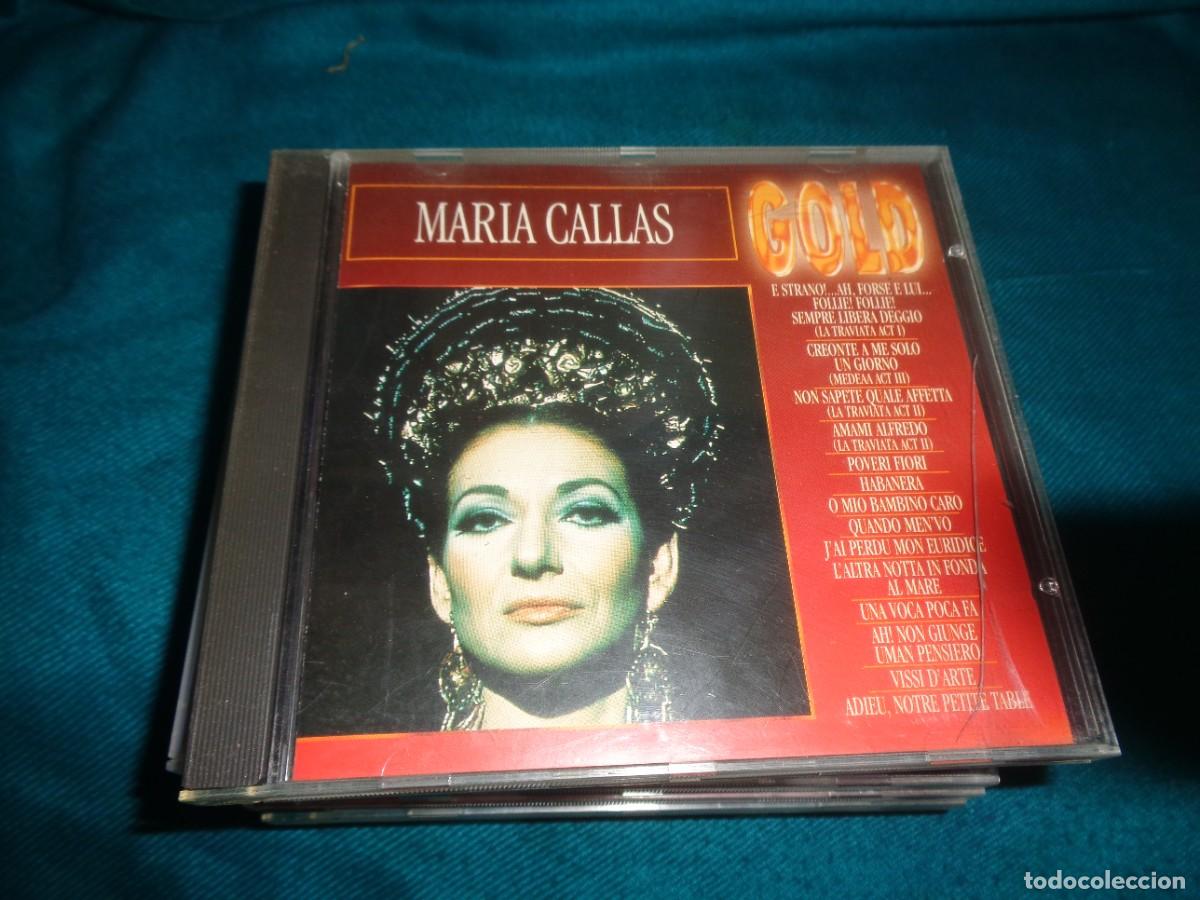 MARIA CALLAS
GOLD
E STRANO!....AH, FORSE E LUI...
FOLLIE! FOLLIE!
SEMPRE LIBERA DEGGIO
(LA TRAVIATA ACT I)
CREONTE A ME SOLO
UN GIORNO
(MEDEAA ACT III)
NON SAPETE QUALE AFFETTA
(LA TRAVIATA ACT II)
AMAMI ALFREDO
(LA TRAVIATA ACT II)
POVERI FIORI
HABANERA
O MIO BAMBINO CARO
QUANDO MEN'VO
J'AI PERDU MON EURIDICE
L'ALTRA NOTTA IN FONDA
AL MARE
UNA VOCA POCA FA
AH! NON GIUNGE
UMAN PENSIERO
VISSI D'ARTE
ADIEU, NOTRE PETITE TABLE
todocoleccion